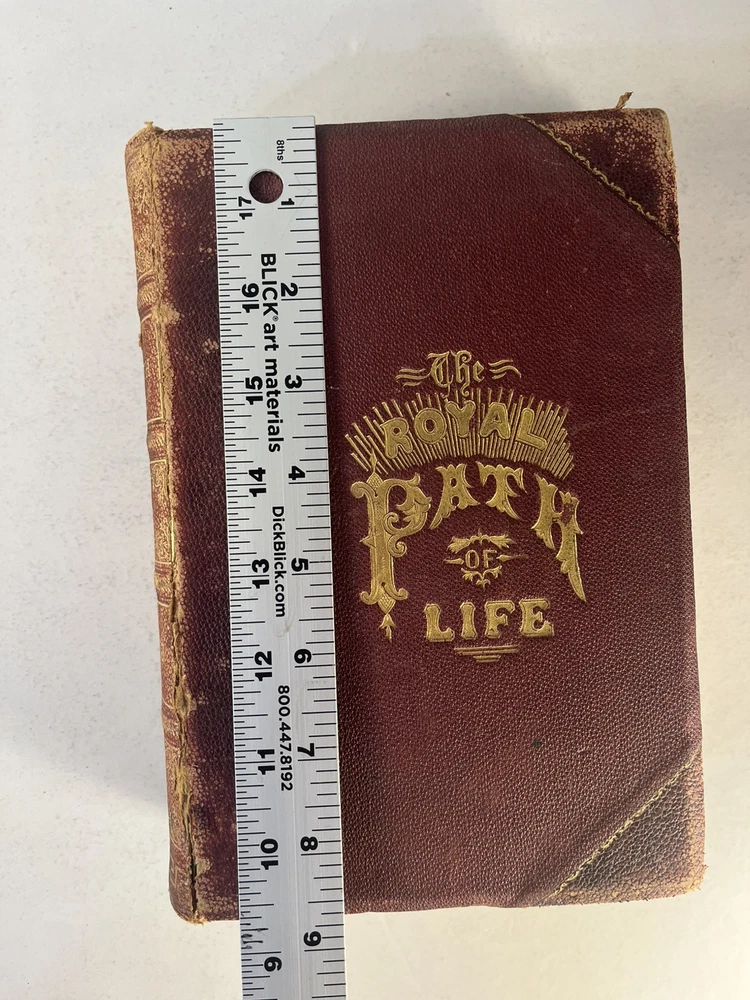 The
ROYAL
PATH
OF
LIFE
8ths
1
2
3
4
5
6
7
8
9
17
16
15
14
13
12
11
10
9
BLICK® art materials
DickBlick.com
800.447.8192